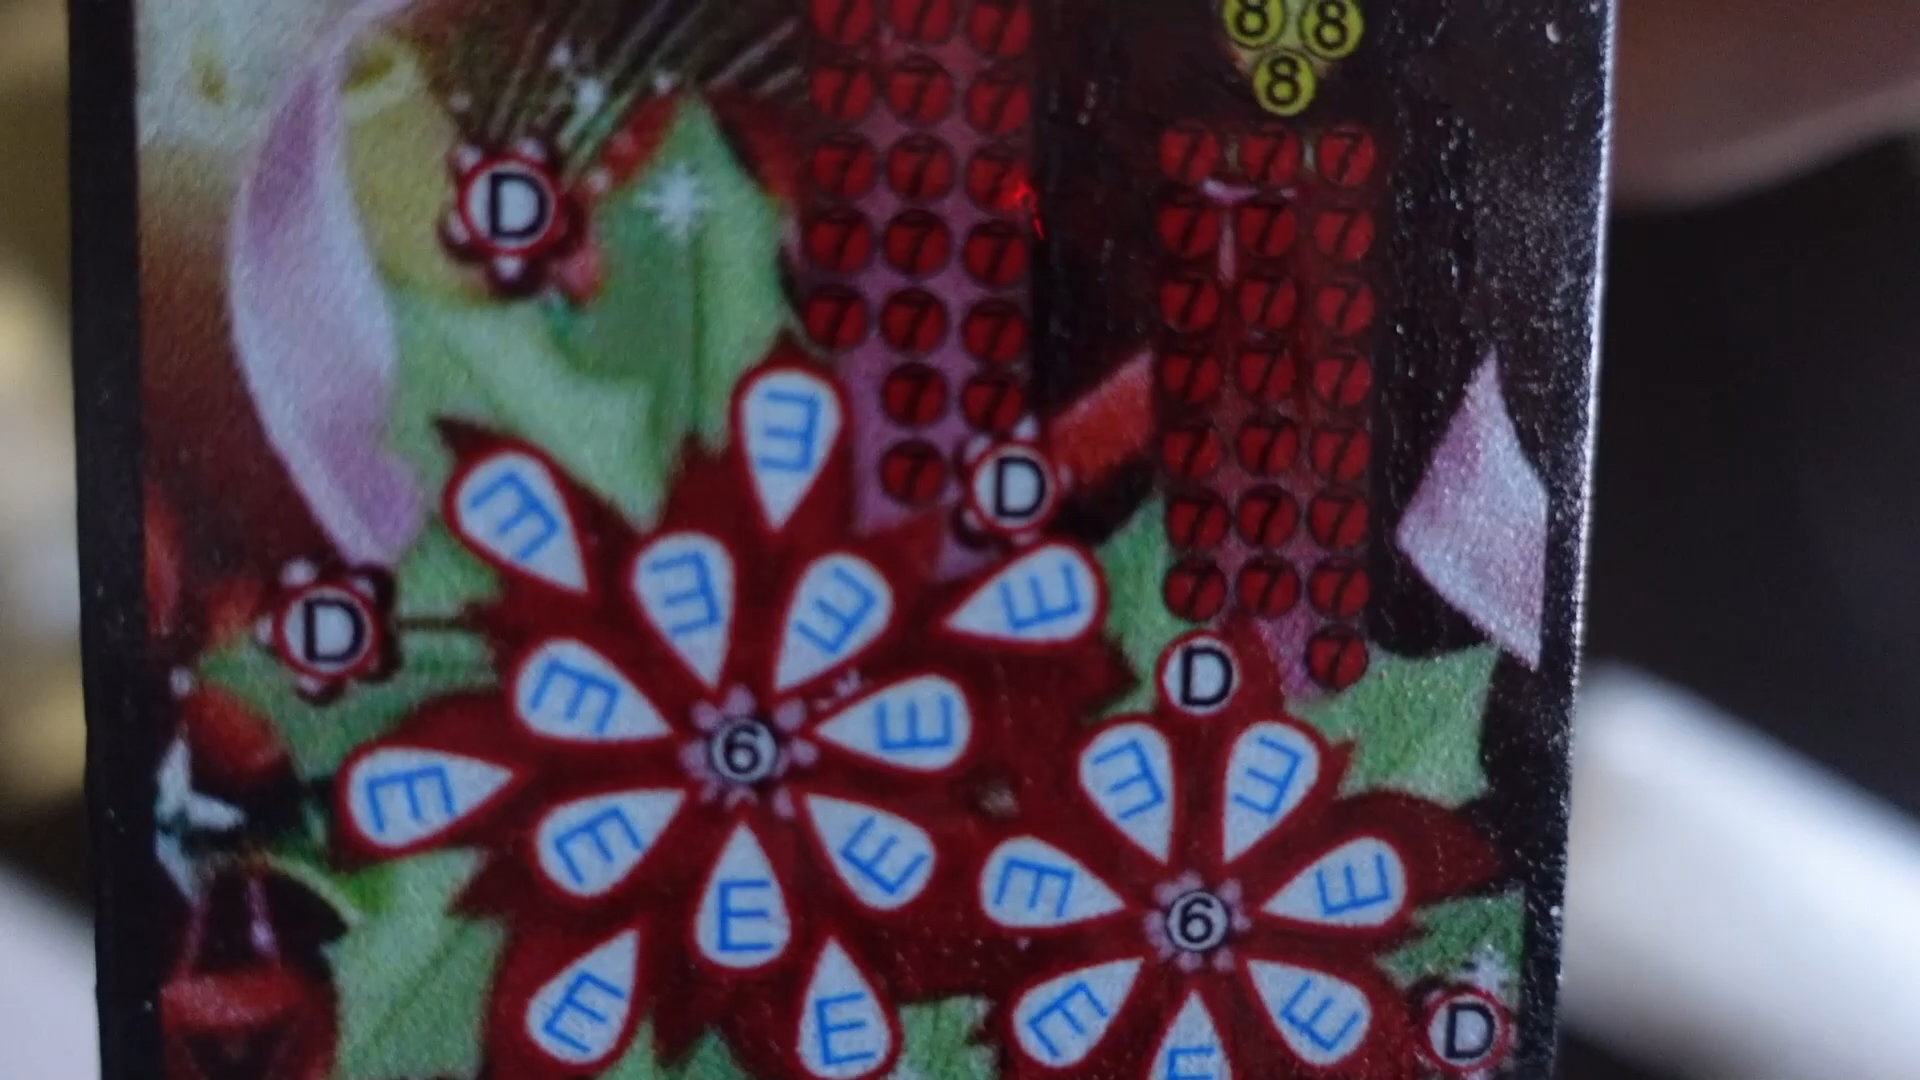 7 7 7 8 8
7 7 7 8
D 7 7 7 7 7 7
7 7 7 7 7 7
7 7 7 7 7 7
7 7 7 7 7
E 7 D 7 7 7
E 7 7 7
E E E 7 7 7
D D 7
E E
6 E E
E E E E E
E 6
E E E E E
E D